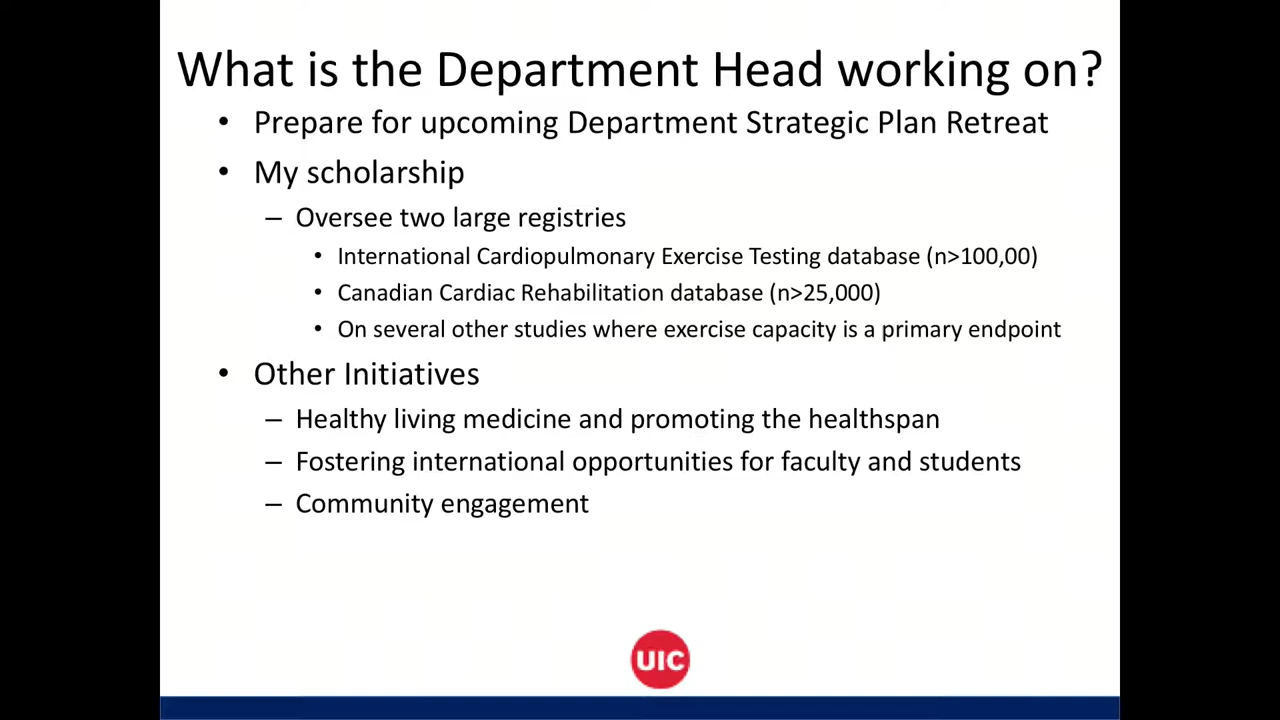 What is the Department Head working on?
• Prepare for upcoming Department Strategic Plan Retreat
• My scholarship
– Oversee two large registries
• International Cardiopulmonary Exercise Testing database (n>100,00)
• Canadian Cardiac Rehabilitation database (n>25,000)
• On several other studies where exercise capacity is a primary endpoint
• Other Initiatives
– Healthy living medicine and promoting the healthspan
– Fostering international opportunities for faculty and students
– Community engagement
UIC